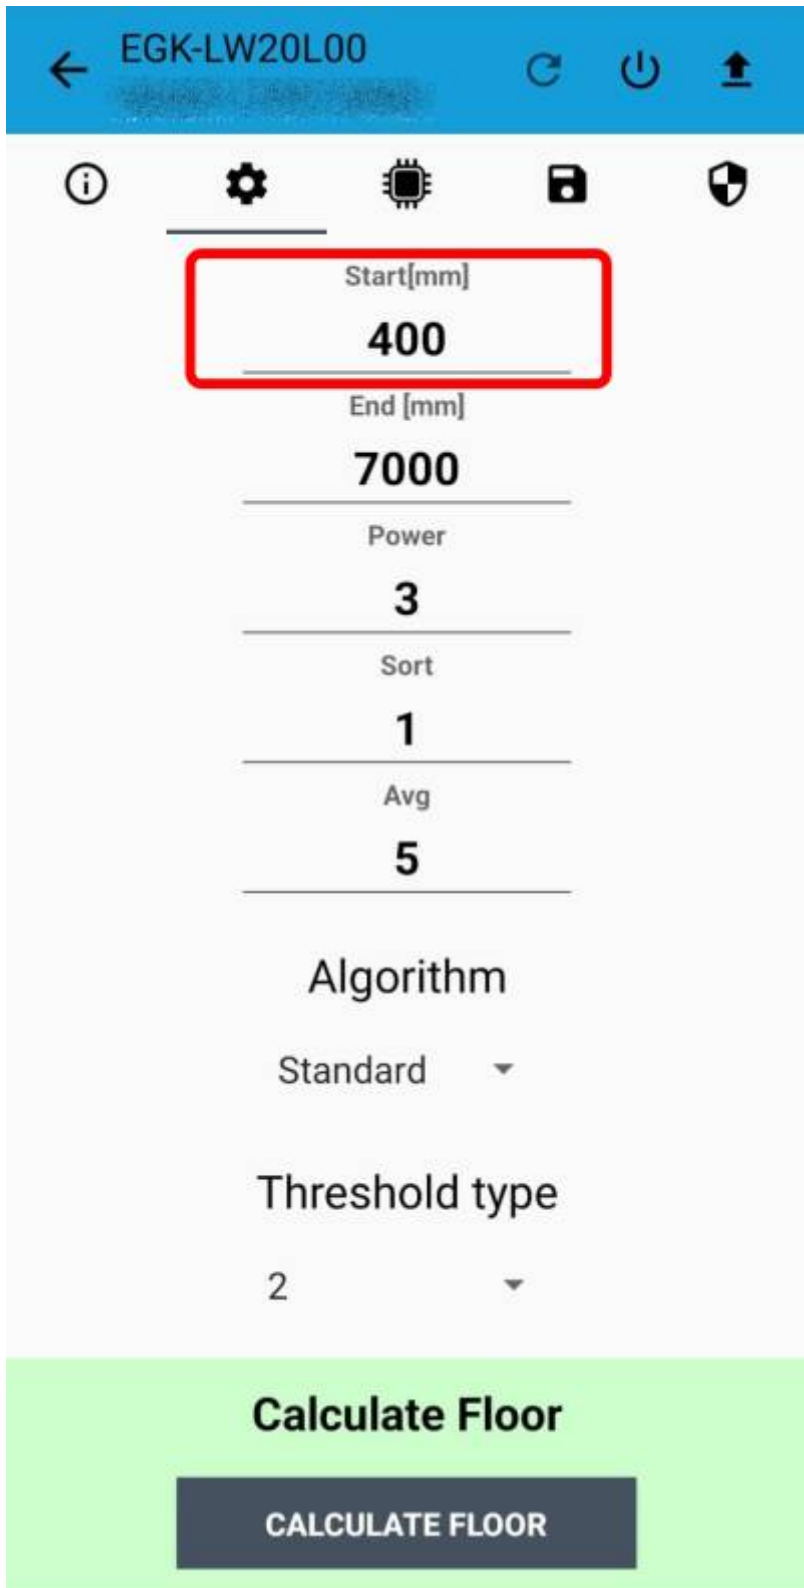 EGK-LW20L00
Start[mm]
400
End [mm]
7000
Power
3
Sort
1
Avg
5
Algorithm
Standard
Threshold type
2
Calculate Floor
CALCULATE FLOOR